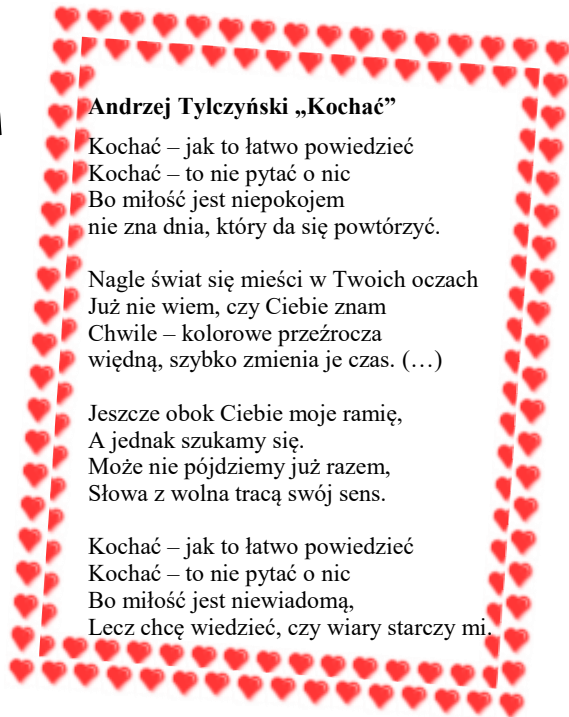 Andrzej Tylczyński „Kochać”
Kochać – jak to łatwo powiedzieć
Kochać – to nie pytać o nic
Bo miłość jest niepokojem
nie zna dnia, który da się powtórzyć.
Nagle świat się mieści w Twoich oczach
Już nie wiem, czy Ciebie znam
Chwile – kolorowe przeźrocza
więdną, szybko zmienia je czas. (…)
Jeszcze obok Ciebie moje ramię,
A jednak szukamy się.
Może nie pójdziemy już razem,
Słowa z wolna tracą swój sens.
Kochać – jak to łatwo powiedzieć
Kochać – to nie pytać o nic
Bo miłość jest niewiadomą,
Lecz chcę wiedzieć, czy wiary starczy mi.